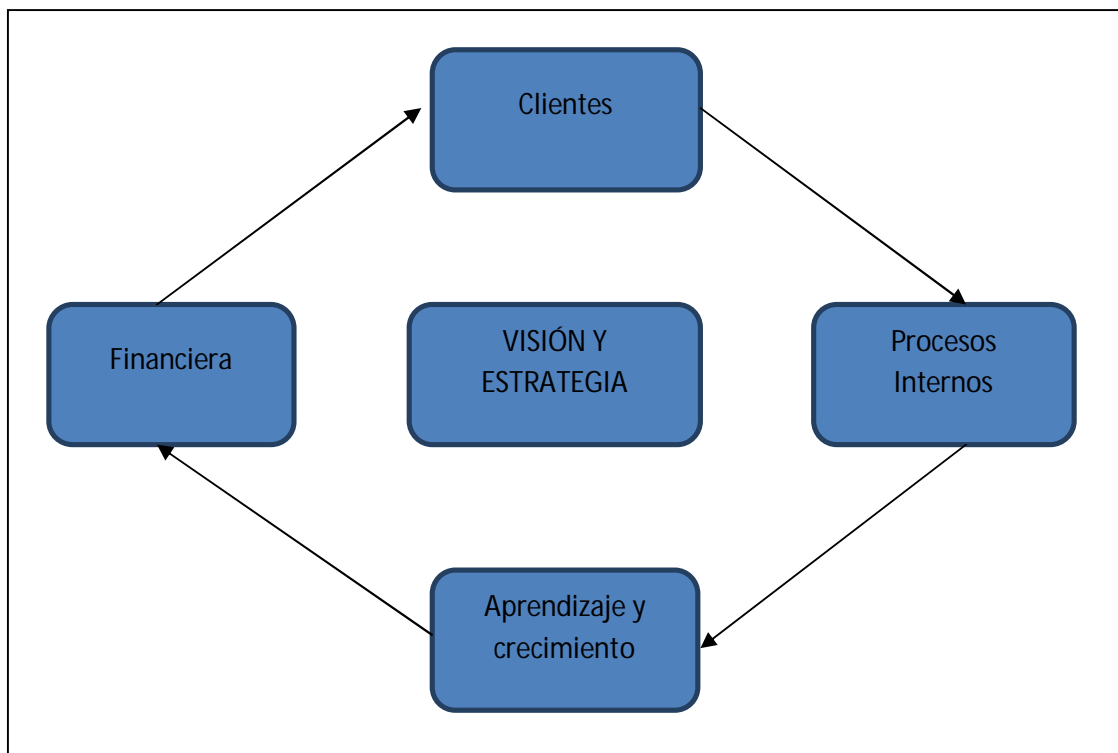 Clientes
Financiera
VISIÓN Y
ESTRATEGIA
Procesos
Internos
Aprendizaje y
crecimiento